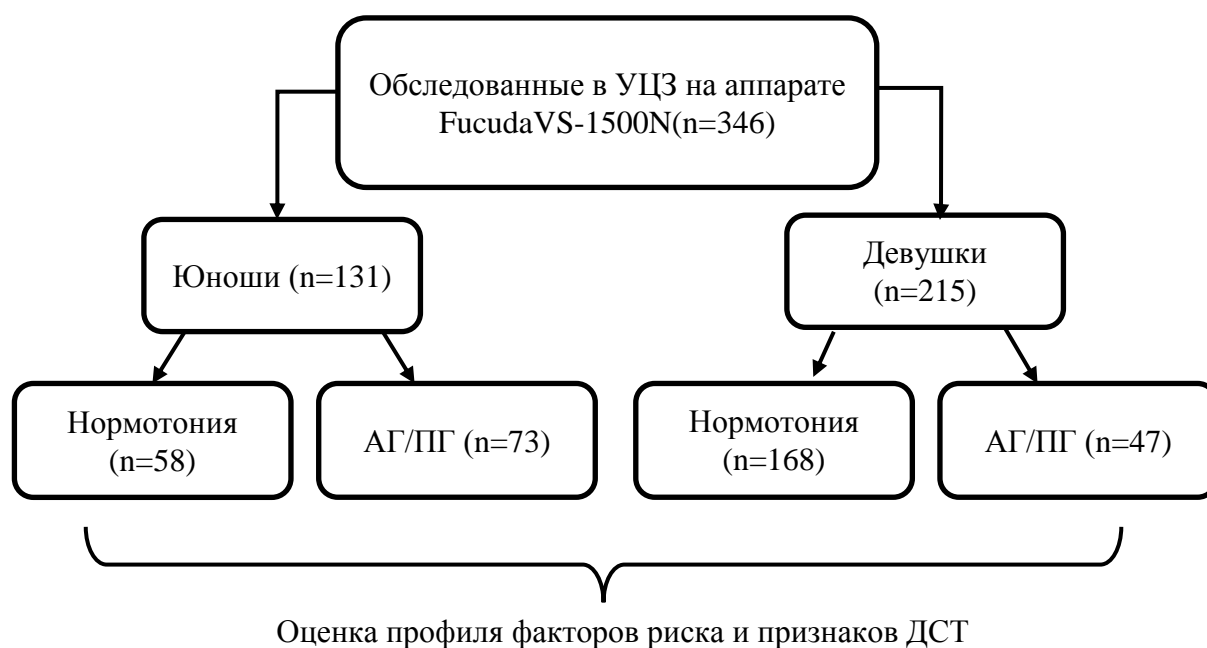 Обследованные в УЦЗ на аппарате
FucudaVS-1500N(n=346)
Юноши (n=131)
Девушки
(n=215)
Нормотония
(n=58)
АГ/ПГ (n=73)
Нормотония
(n=168)
АГ/ПГ (n=47)
Оценка профиля факторов риска и признаков ДСТ